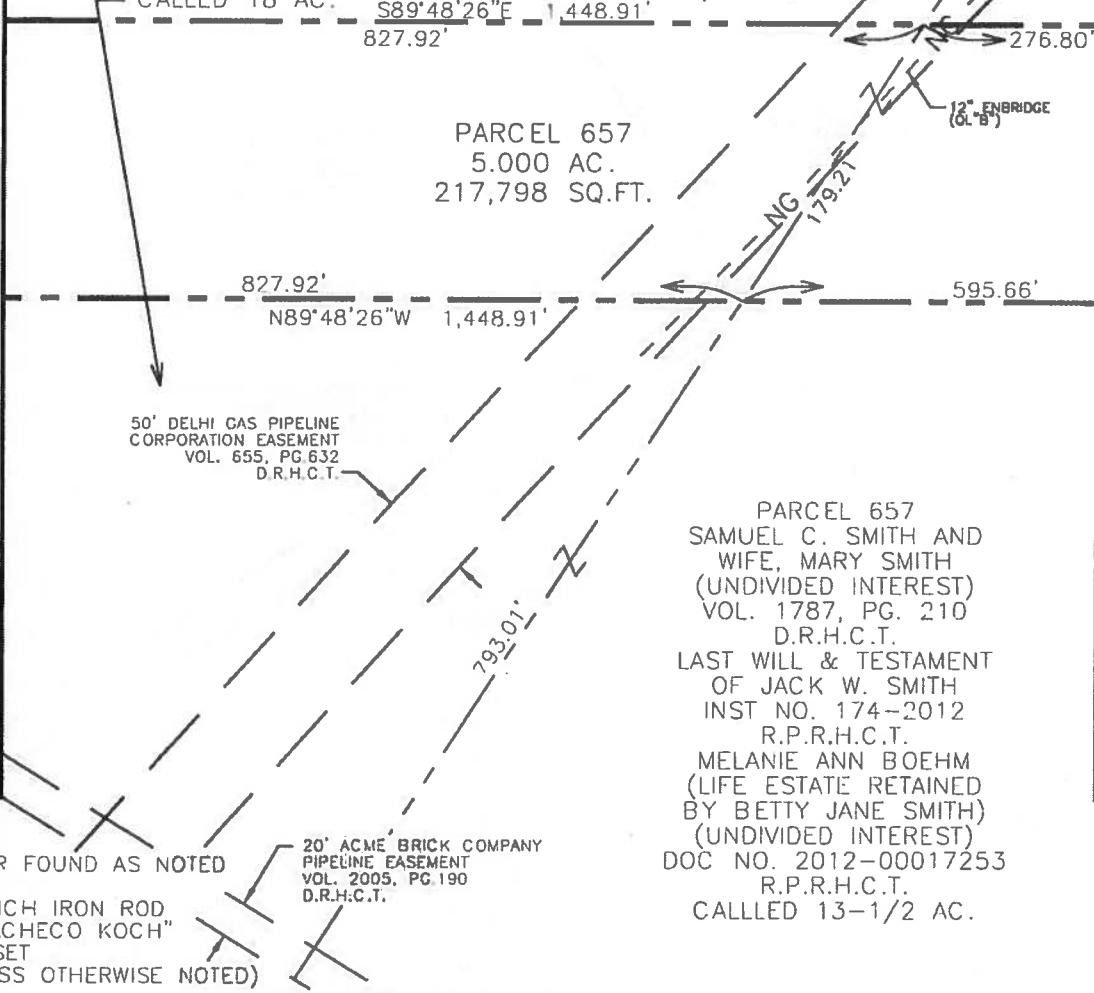 CALLED 18 AC.
S89°48'26"E 1,448.91'
827.92'
276.80'
12" ENBRIDGE
(OL"B")
PARCEL 657
5.000 AC.
217,798 SQ.FT.
NG
NG
179.21'
827.92'
595.66'
N89°48'26"W 1,448.91'
50' DELHI GAS PIPELINE
CORPORATION EASEMENT
VOL. 655, PG.632
D.R.H.C.T.
793.01'
PARCEL 657
SAMUEL C. SMITH AND
WIFE, MARY SMITH
(UNDIVIDED INTEREST)
VOL. 1787, PG. 210
D.R.H.C.T.
LAST WILL & TESTAMENT
OF JACK W. SMITH
INST NO. 174-2012
R.P.R.H.C.T.
MELANIE ANN BOEHM
(LIFE ESTATE RETAINED
BY BETTY JANE SMITH)
(UNDIVIDED INTEREST)
DOC NO. 2012-00017253
R.P.R.H.C.T.
CALLLED 13-1/2 AC.
20' ACME BRICK COMPANY
PIPELINE EASEMENT
VOL. 2005, PG.190
D.R.H.C.T.
R FOUND AS NOTED
NCH IRON ROD
ACHECO KOCH"
SET
SS OTHERWISE NOTED)